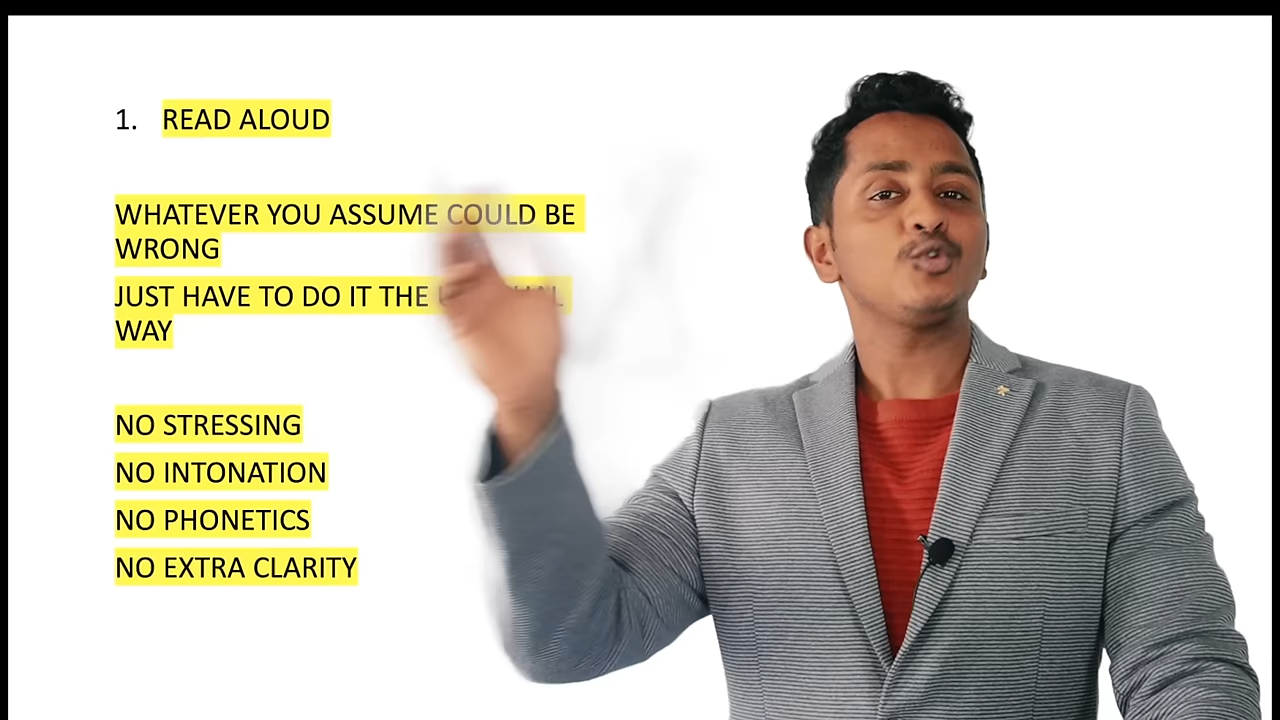 1. READ ALOUD
WHATEVER YOU ASSUME COULD BE
WRONG
JUST HAVE TO DO IT THE
WAY
NO STRESSING
NO INTONATION
NO PHONETICS
NO EXTRA CLARITY